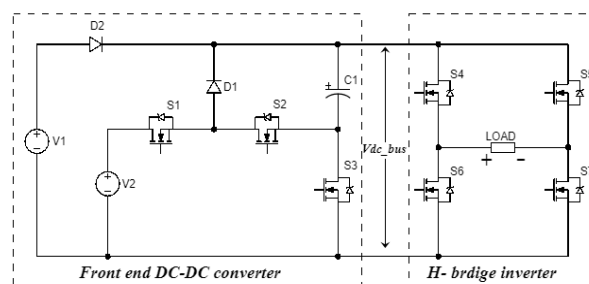 D2
S1
D1
S2
C1
S4
S5
V1
V2
S3
Vdc_bus
LOAD
+ -
S6
S7
Front end DC-DC converter
H- brdige inverter